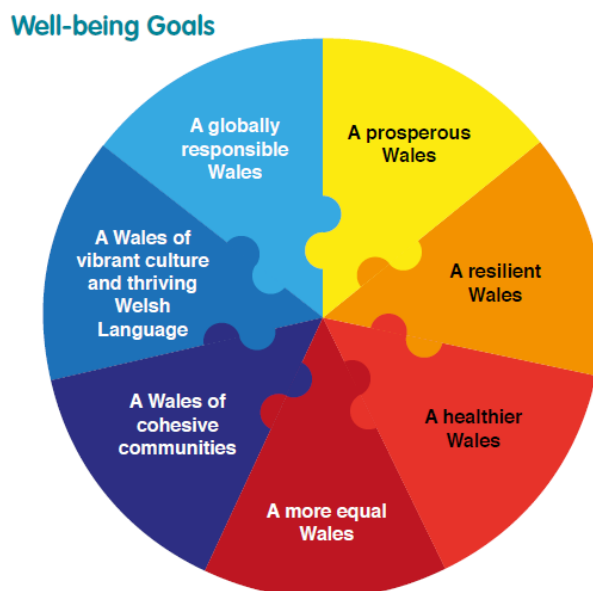 Well-being Goals
A globally
responsible
Wales
A prosperous
Wales
A resilient
Wales
A healthier
Wales
A more equal
Wales
A Wales of
cohesive
communities
A Wales of
vibrant culture
and thriving
Welsh
Language